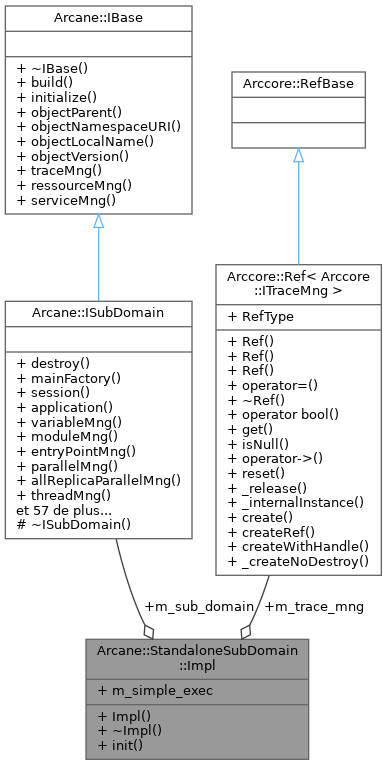 Arcane::IBase
+ ~IBase()
+ build()
+ initialize()
+ objectParent()
+ objectNamespaceURI()
+ objectLocalName()
+ objectVersion()
+ traceMng()
+ ressourceMng()
+ serviceMng()
Arccore::RefBase
Arccore::Ref< Arccore
::ITraceMng >
+ RefType
+ Ref()
+ Ref()
+ Ref()
+ operator=()
+ ~Ref()
+ operator bool()
+ get()
+ isNull()
+ operator->()
+ reset()
+ _release()
+ _internalInstance()
+ create()
+ createRef()
+ createWithHandle()
+ _createNoDestroy()
Arcane::ISubDomain
+ destroy()
+ mainFactory()
+ session()
+ application()
+ variableMng()
+ moduleMng()
+ entryPointMng()
+ parallelMng()
+ allReplicaParallelMng()
+ threadMng()
et 57 de plus...
# ~ISubDomain()
+m_sub_domain
+m_trace_mng
Arcane::StandaloneSubDomain
::Impl
+ m_simple_exec
+ Impl()
+ ~Impl()
+ init()